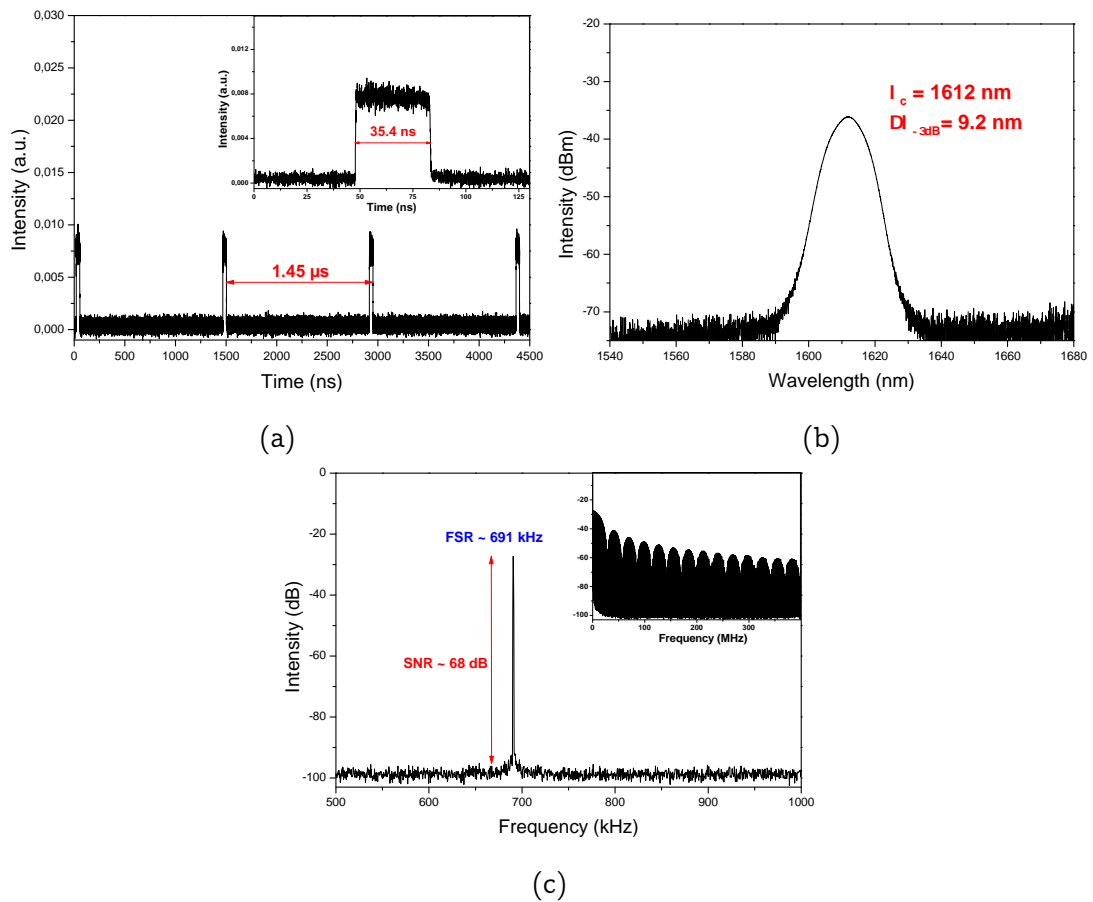 0,030
0,025
0,020
0,015
0,010
0,005
0,000
Intensity (a.u.)
0 500 1000 1500 2000 2500 3000 3500 4000 4500
Time (ns)
1.45 µs
0,012
0,008
0,004
0,000
Intensity (a.u.)
35.4 ns
0 25 50 75 100 125
Time (ns)
(a)
-20
-30
-40
-50
-60
-70
Intensity (dBm)
l c = 1612 nm
Dl -3dB = 9.2 nm
1540 1560 1580 1600 1620 1640 1660 1680
Wavelength (nm)
(b)
0
-20
-40
-60
-80
-100
Intensity (dB)
FSR ~ 691 kHz
SNR ~ 68 dB
500 600 700 800 900 1000
Frequency (kHz)
-20
-40
-60
-80
-100
0 100 200 300
Frequency (MHz)
(c)